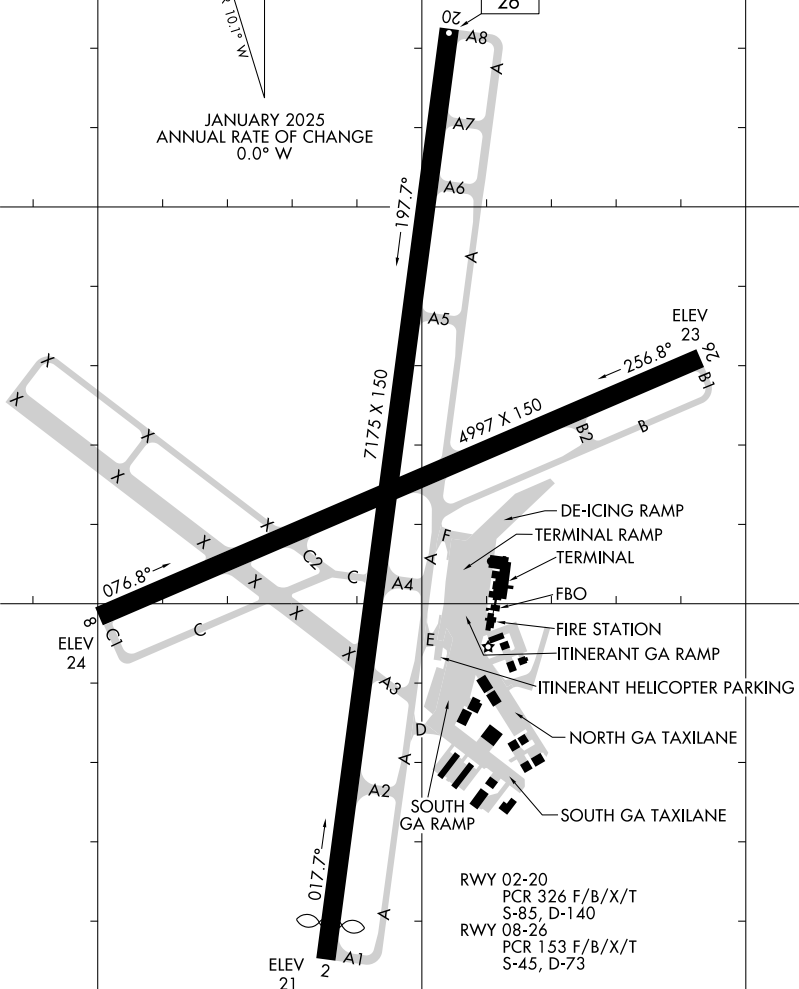 20
26
A8
R 10.1° W
A
JANUARY 2025
ANNUAL RATE OF CHANGE
0.0° W
A7
A6
197.7°
A
A5
ELEV
23
26
256.8°
B1
X
X
7175 X 150
4997 X 150
B2
B
X
X
X
X
DE-ICING RAMP
F
TERMINAL RAMP
A
TERMINAL
C2
C
A4
076.8°
X
FBO
8
C1
C
X
E
FIRE STATION
ELEV
24
X
ITINERANT GA RAMP
A3
ITINERANT HELICOPTER PARKING
D
NORTH GA TAXILANE
A
A2
SOUTH
GA RAMP
SOUTH GA TAXILANE
017.7°
RWY 02-20
PCR 326 F/B/X/T
S-85, D-140
RWY 08-26
PCR 153 F/B/X/T
S-45, D-73
A
A1
ELEV
21
2